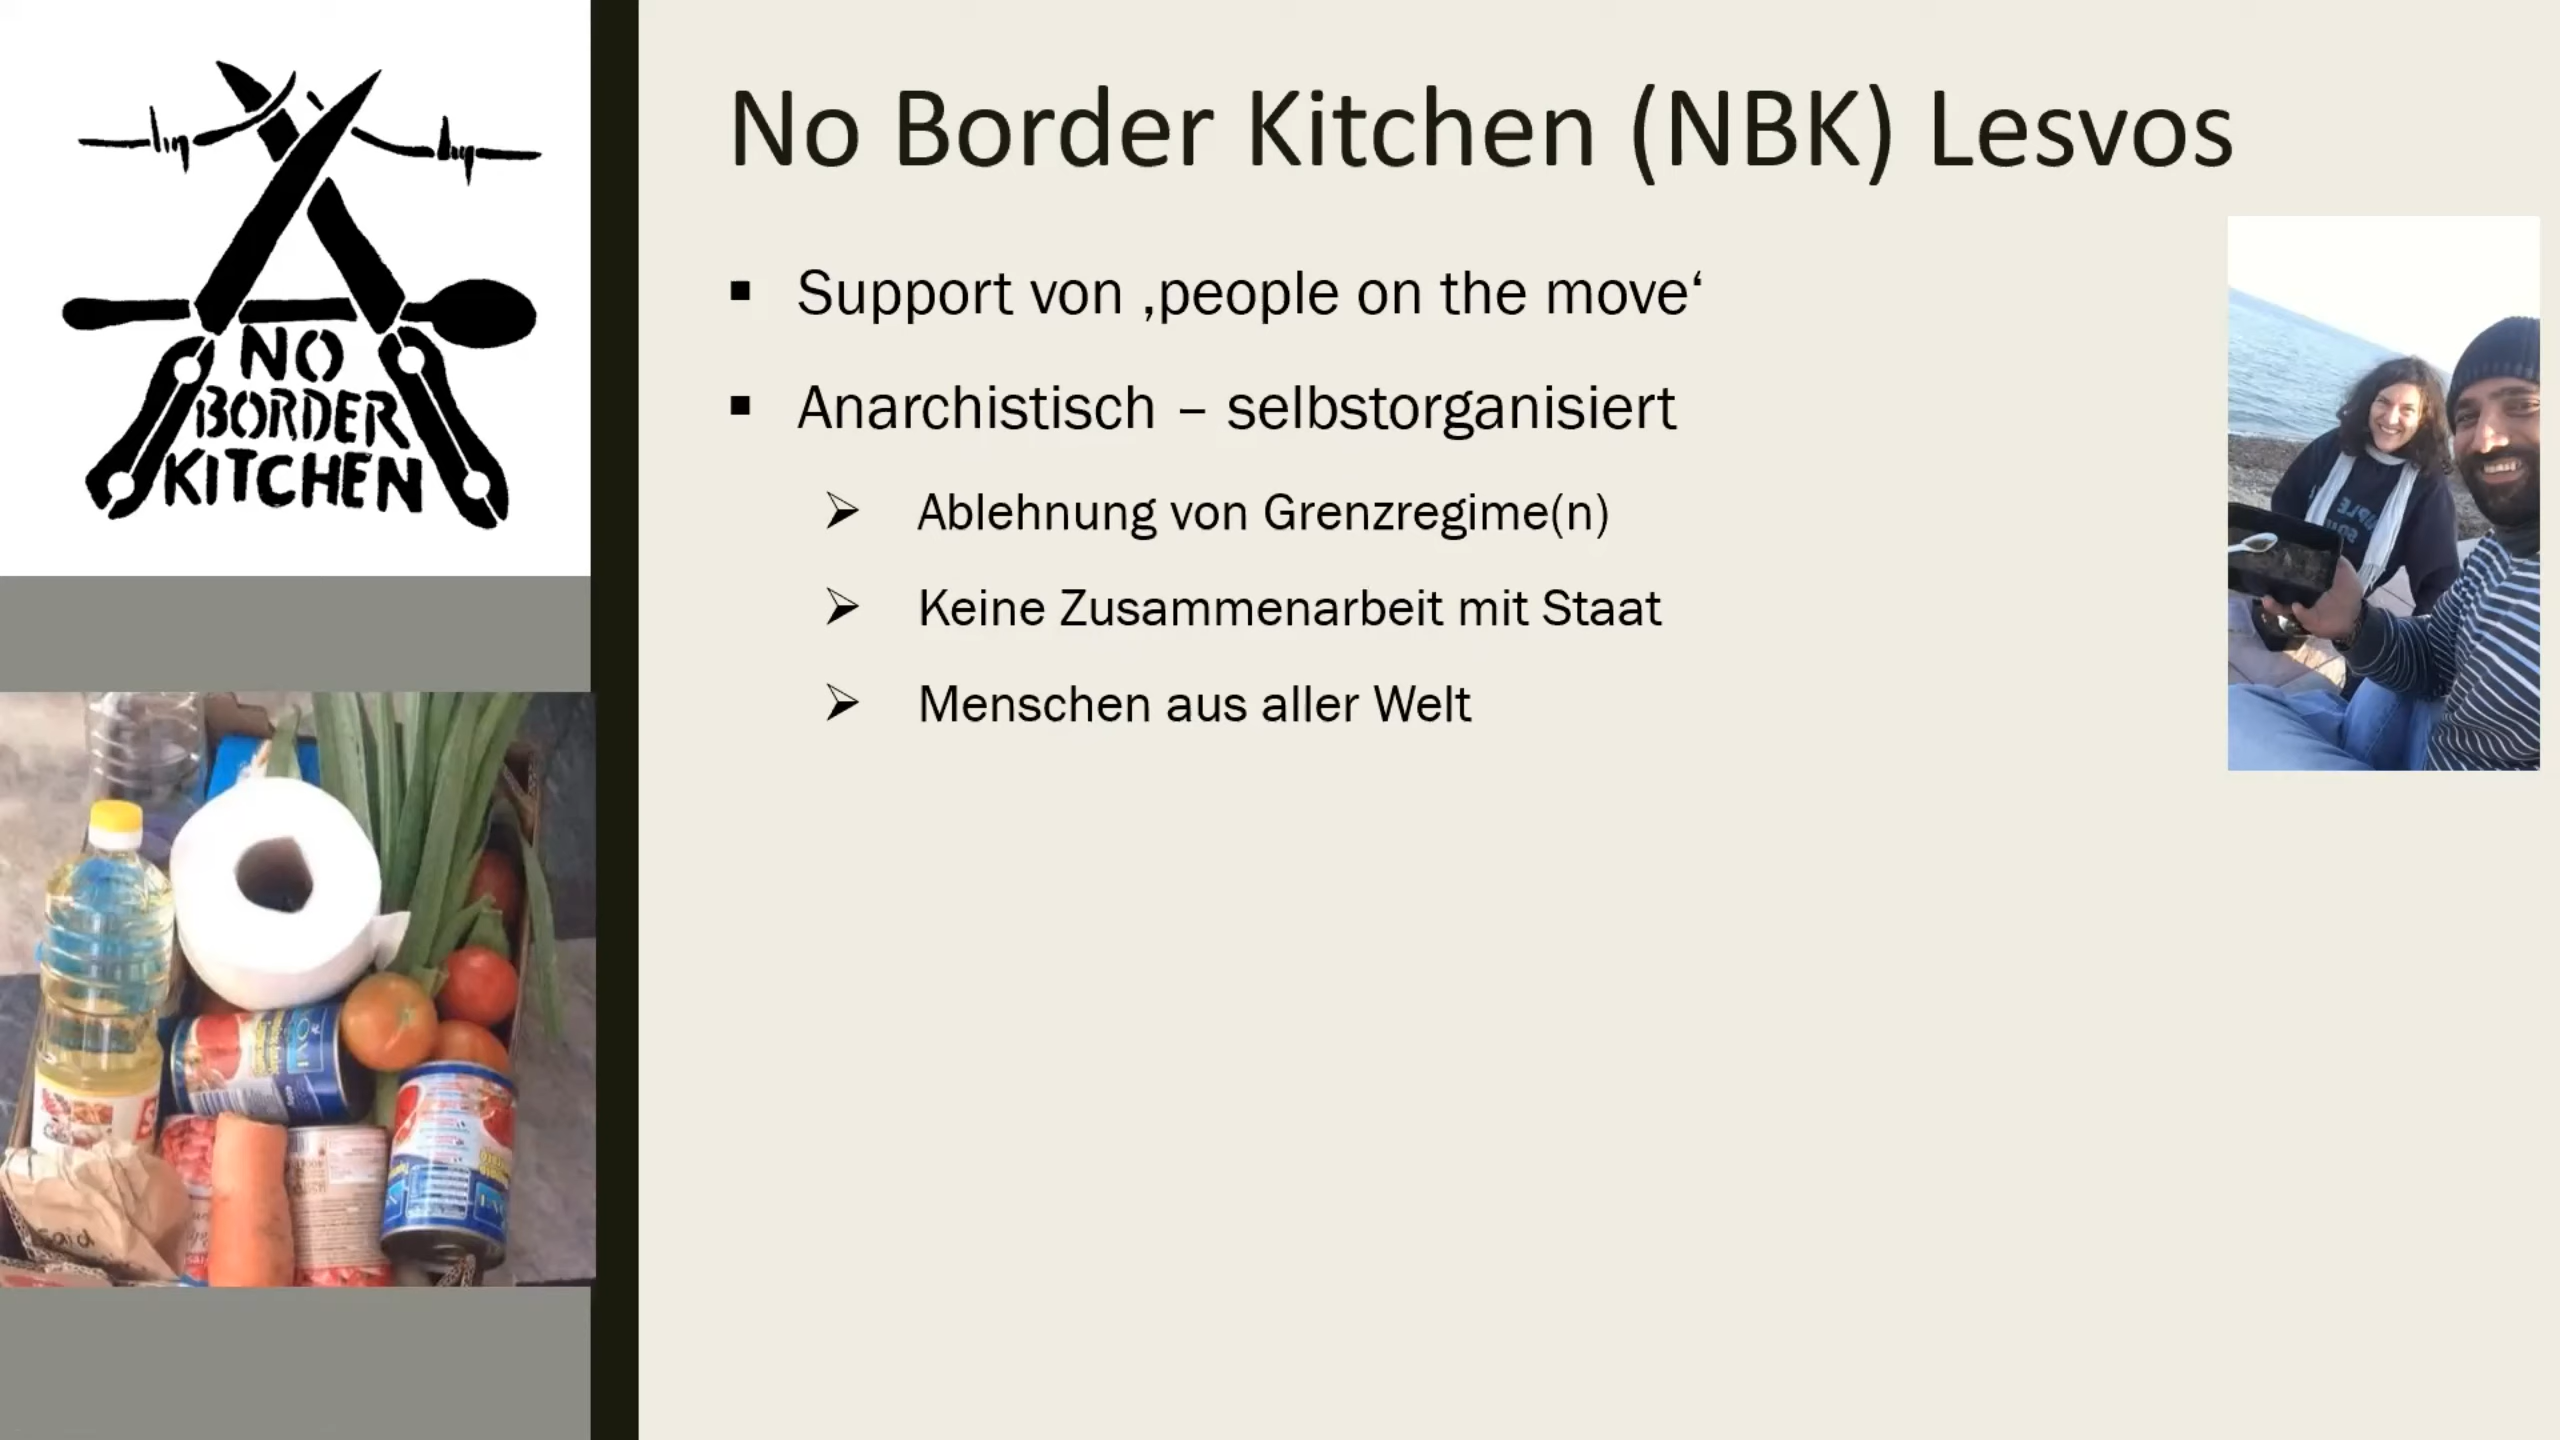 NO
BORDER
KITCHEN
No Border Kitchen (NBK) Lesvos
▪ Support von ‚people on the move‘
▪ Anarchistisch – selbstorganisiert
➢ Ablehnung von Grenzregime(n)
➢ Keine Zusammenarbeit mit Staat
➢ Menschen aus aller Welt
Said